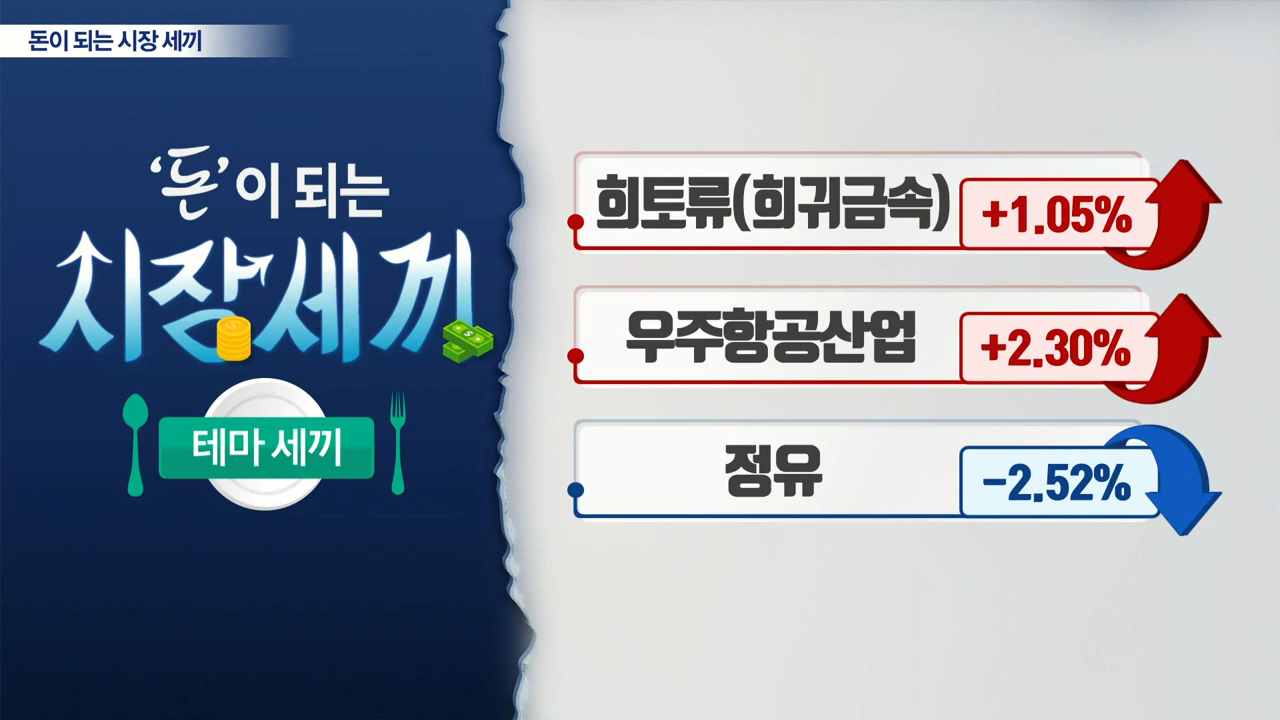 돈이 되는 시장 세끼
'돈'이 되는
시장세끼
테마 세끼
희토류(희귀금속) +1.05%
우주항공산업 +2.30%
정유 -2.52%